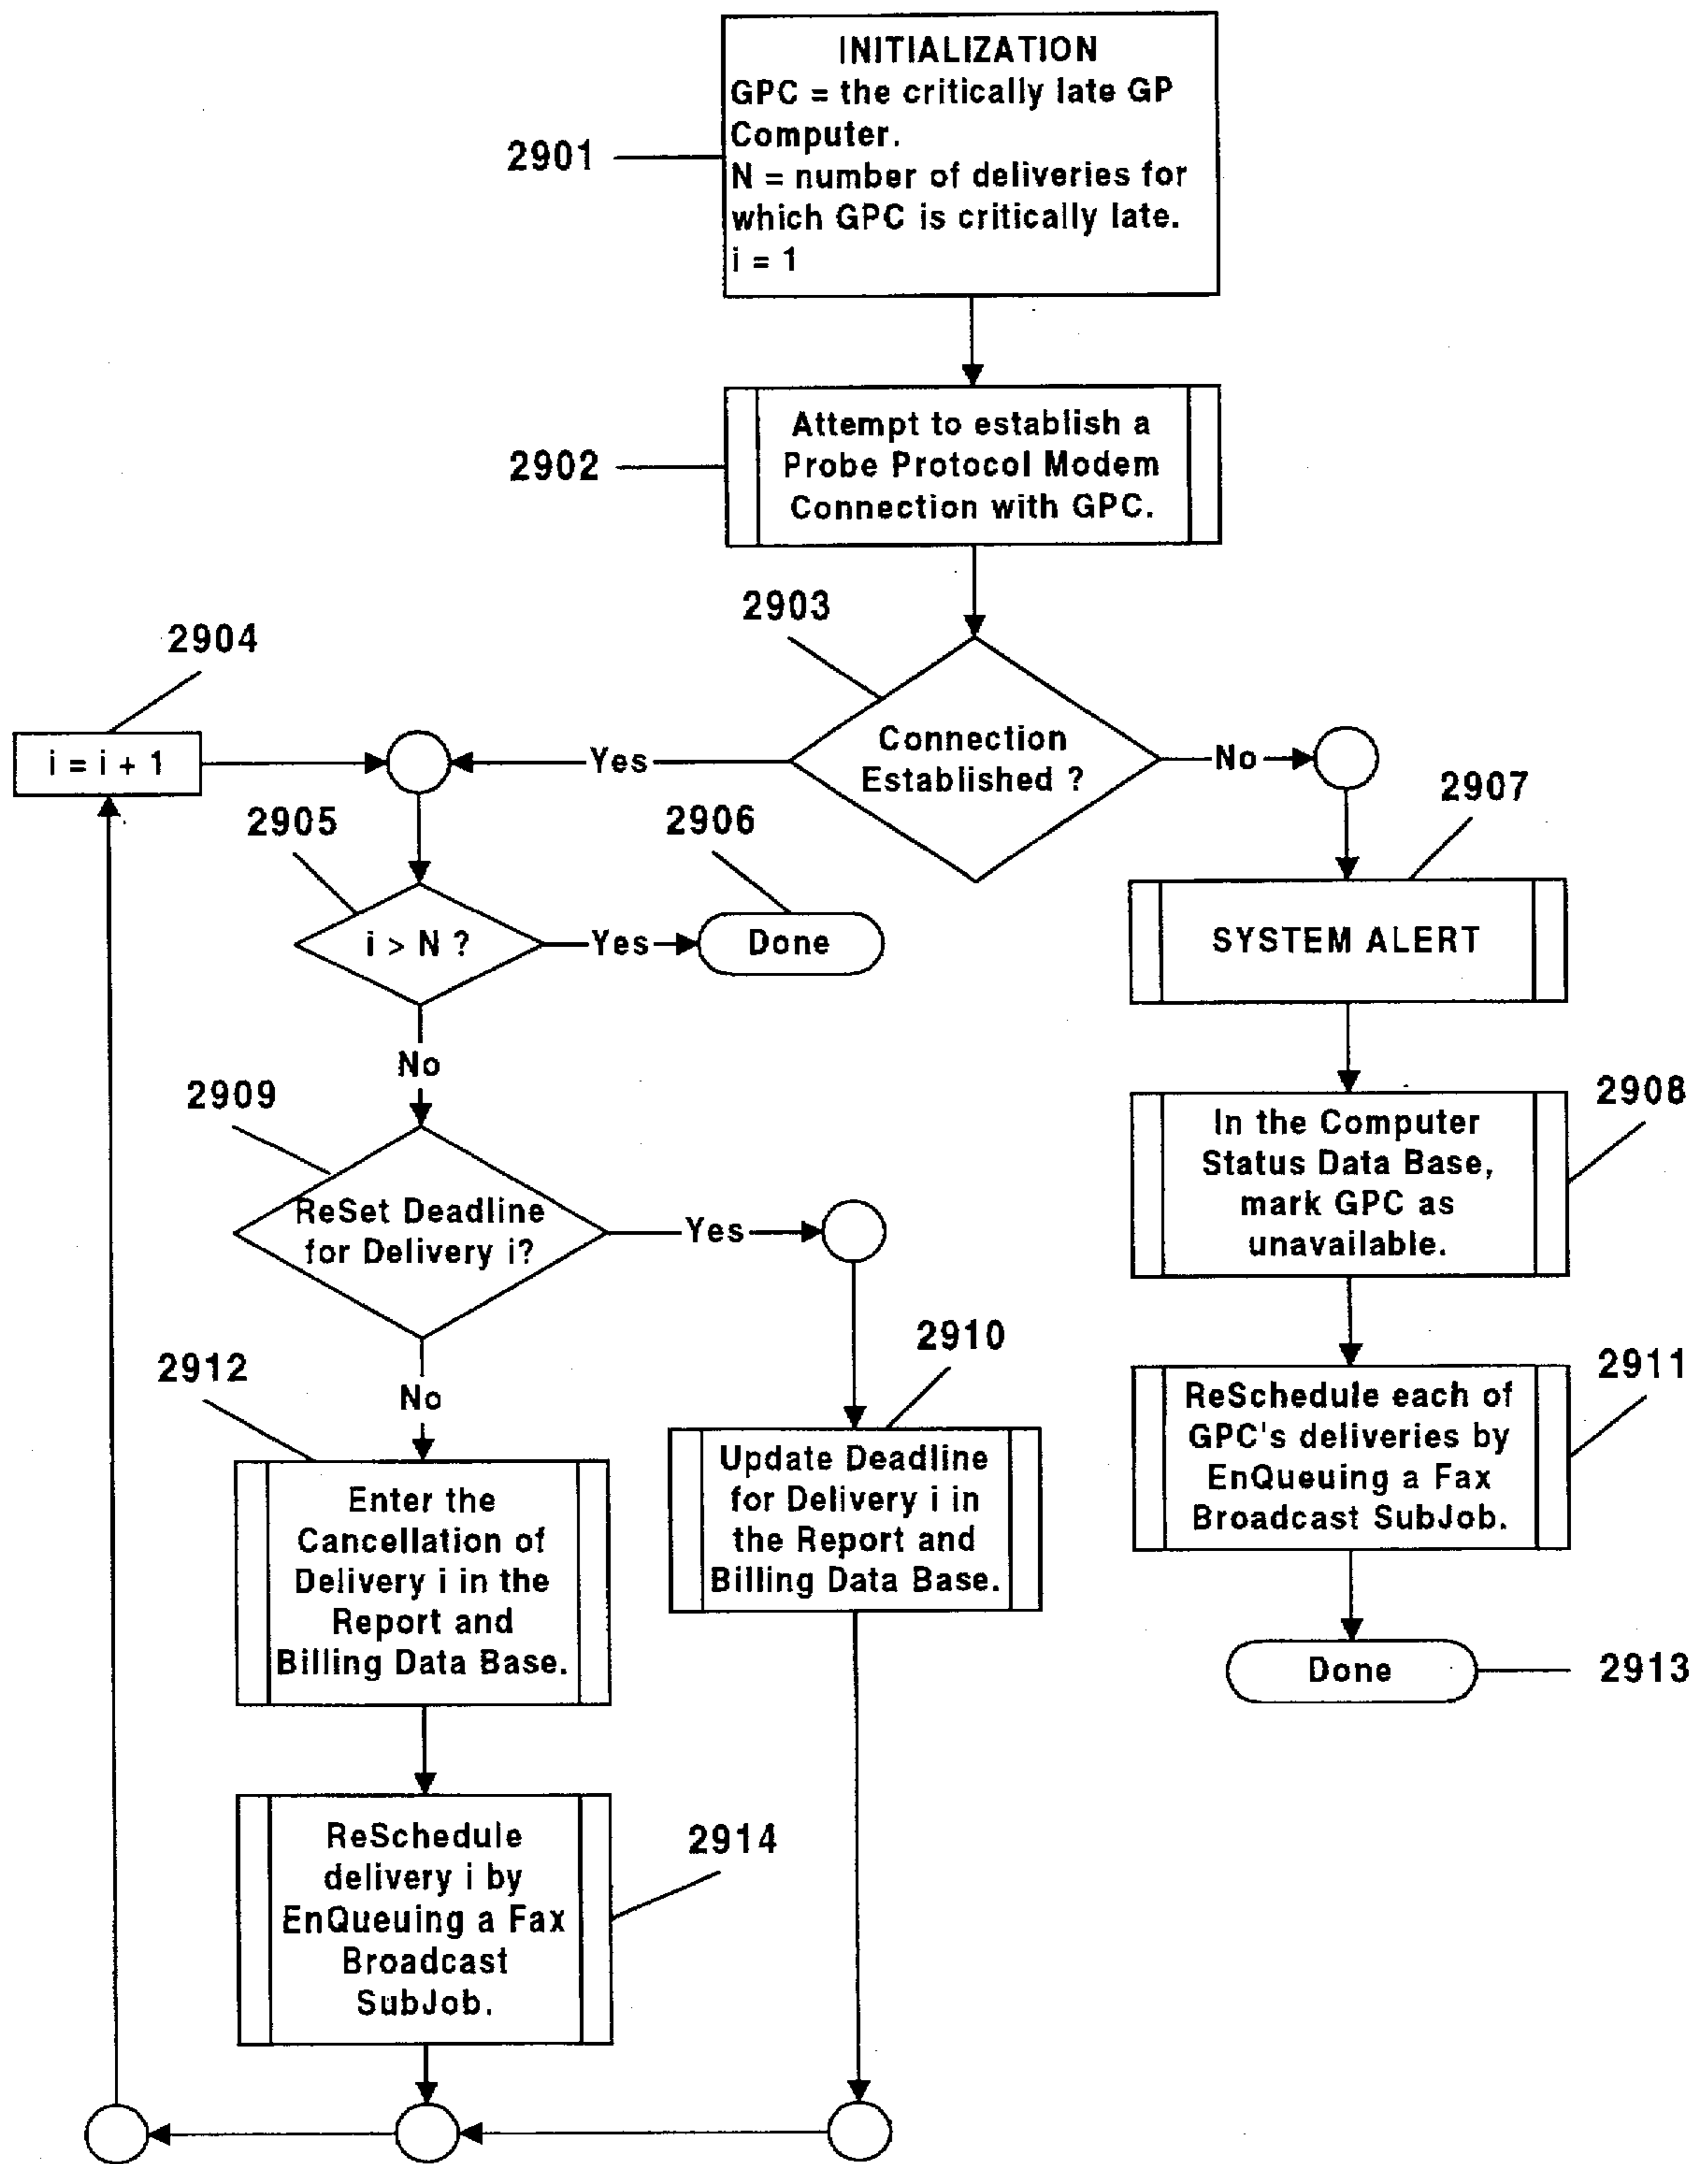 INITIALIZATION
GPC = the critically late GP
Computer.
N = number of deliveries for
which GPC is critically late.
i = 1
2901
Attempt to establish a
Probe Protocol Modem
Connection with GPC.
2902
2903
Connection
Established ?
Yes
No
2904
i = i + 1
2905
i > N ?
Yes
2906
Done
No
2907
SYSTEM ALERT
2908
In the Computer
Status Data Base,
mark GPC as
unavailable.
2909
ReSet Deadline
for Delivery i?
Yes
No
2910
Update Deadline
for Delivery i in
the Report and
Billing Data Base.
2911
ReSchedule each of
GPC's deliveries by
EnQueuing a Fax
Broadcast SubJob.
2912
Enter the
Cancellation of
Delivery i in the
Report and
Billing Data Base.
Done
2913
ReSchedule
delivery i by
EnQueuing a Fax
Broadcast
SubJob.
2914